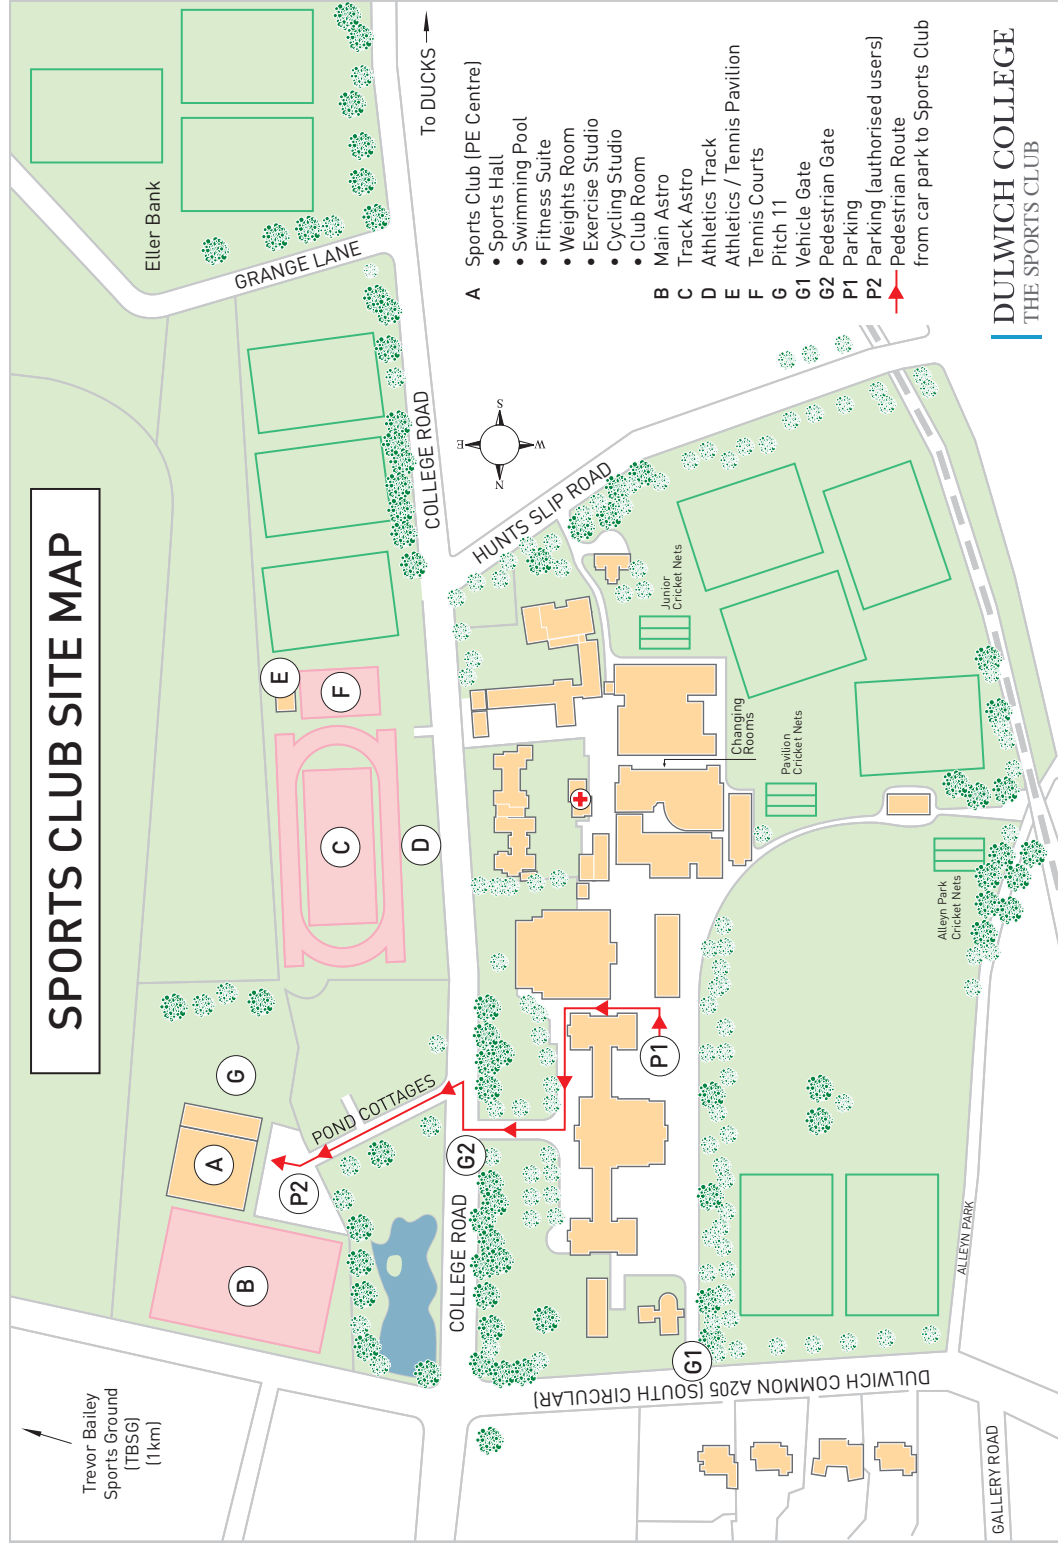 SPORTS CLUB SITE MAP
Trevor Bailey
Sports Ground
(TBSG)
(1km)
Eller Bank
GRANGE LANE
To DUCKS
COLLEGE ROAD
COLLEGE ROAD
POND COTTAGES
HUNTS SLIP ROAD
DULWICH COMMON A205 (SOUTH CIRCULAR)
ALLEYN PARK
GALLERY ROAD
A
B
C
D
E
F
G
P2
G2
P1
G1
Changing
Rooms
Junior
Cricket Nets
Pavilion
Cricket Nets
Alleyn Park
Cricket Nets
N
E
S
W
A Sports Club (PE Centre)
• Sports Hall
• Swimming Pool
• Fitness Suite
• Weights Room
• Exercise Studio
• Cycling Studio
• Club Room
B Main Astro
C Track Astro
D Athletics Track
E Athletics / Tennis Pavilion
F Tennis Courts
G Pitch 11
G1 Vehicle Gate
G2 Pedestrian Gate
P1 Parking
P2 Parking (authorised users)
Pedestrian Route
from car park to Sports Club
DULWICH COLLEGE
THE SPORTS CLUB